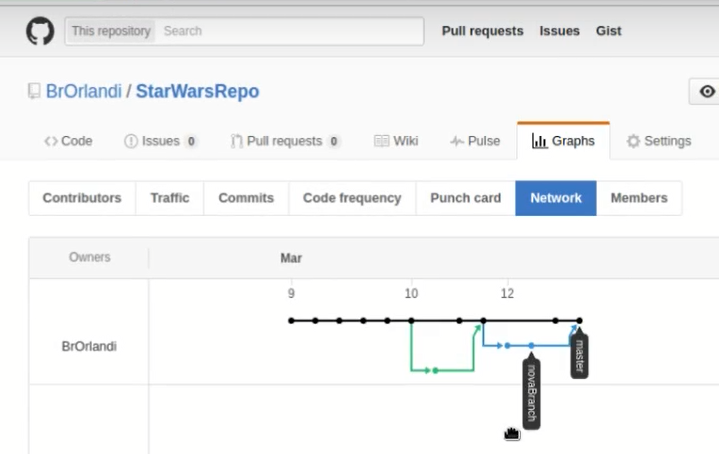 This repository Search Pull requests Issues Gist
BrOrlandi / StarWarsRepo
Code Issues 0 Pull requests 0 Wiki Pulse Graphs Settings
Contributors Traffic Commits Code frequency Punch card Network Members
Owners Mar
9 10 12
BrOrlandi
master
novaBranch